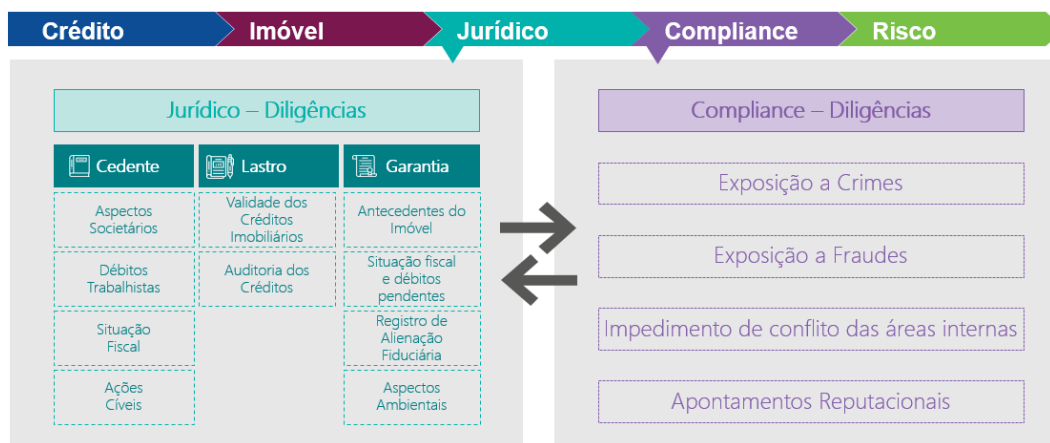 Crédito
Imóvel
Jurídico
Compliance
Risco
Jurídico – Diligências
Cedente
Lastro
Garantia
Aspectos
Societários
Validade dos
Créditos
Imobiliários
Antecedentes do
Imóvel
Débitos
Trabalhistas
Auditoria dos
Créditos
Situação fiscal
e débitos
pendentes
Situação
Fiscal
Registro de
Alienação
Fiduciária
Ações
Cíveis
Aspectos
Ambientais
Compliance – Diligências
Exposição a Crimes
Exposição a Fraudes
Impedimento de conflito das áreas internas
Apontamentos Reputacionais